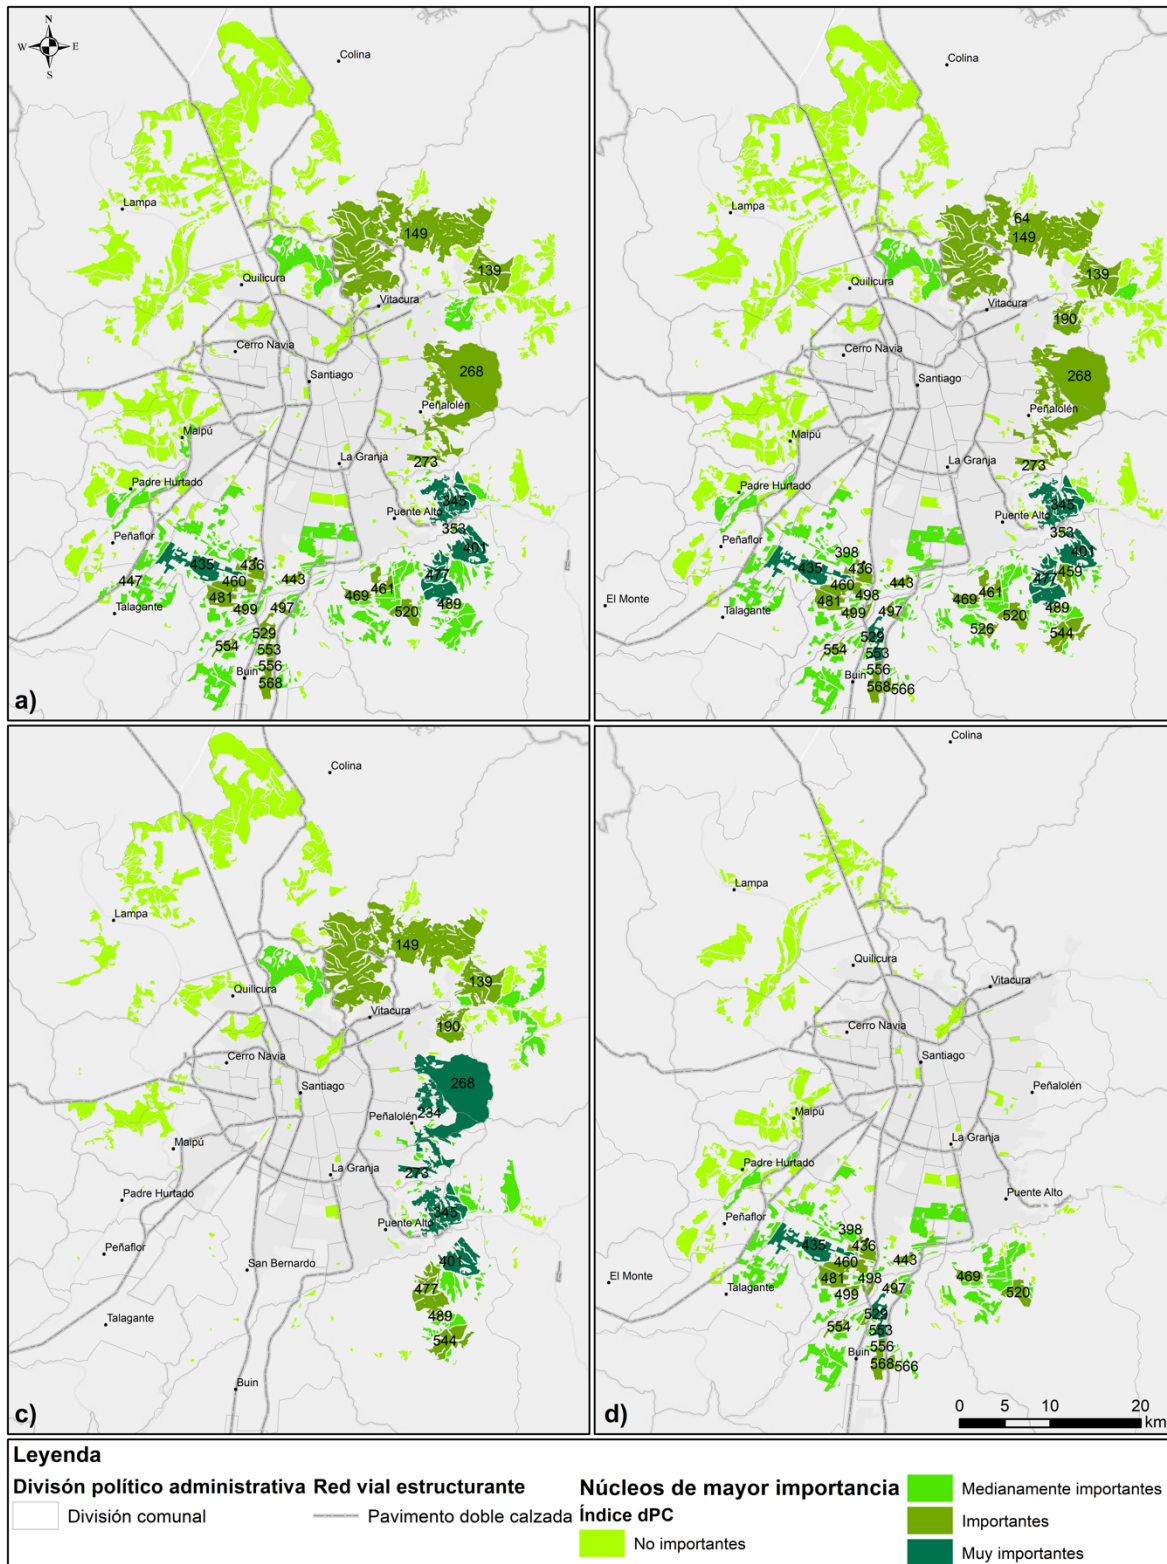 N
W E
S
Colina
Lampa
149
139
Quilicura
Vitacura
Cerro Navia
Santiago
268
Peñalolén
Maipú
La Granja
273
Padre Hurtado
345
Puente Alto
353
Peñaflor
401
435
436
447
460
443
477
461
469
481
489
Talagante
499
497
520
529
554
553
556
Buin
568
a)
DE SAN
Colina
Lampa
64
149
139
Quilicura
Vitacura
190
Cerro Navia
Santiago
268
Peñalolén
Maipú
La Granja
273
Padre Hurtado
345
Puente Alto
353
Peñaflor
398
401
435
436
459
460
443
477
461
El Monte
481
498
469
489
Talagante
499
497
520
526
529
544
554
553
556
Buin
568
566
DE SAN
Colina
Lampa
149
139
Quilicura
190
Vitacura
Cerro Navia
Santiago
268
234
Peñalolén
Maipú
La Granja
273
Padre Hurtado
345
Puente Alto
Peñaflor
401
San Bernardo
477
489
Talagante
544
Buin
c)
Colina
Lampa
Quilicura
Vitacura
Cerro Navia
Santiago
Peñalolén
Maipú
La Granja
Padre Hurtado
Puente Alto
Peñaflor
398
435
436
460
443
El Monte
481
498
469
Talagante
499
497
520
529
554
553
556
Buin
568
566
d)
0 5 10 20
km
Leyenda
Divisón político administrativa
División comunal
Red vial estructurante
Pavimento doble calzada
Núcleos de mayor importancia
Índice dPC
No importantes
Medianamente importantes
Importantes
Muy importantes